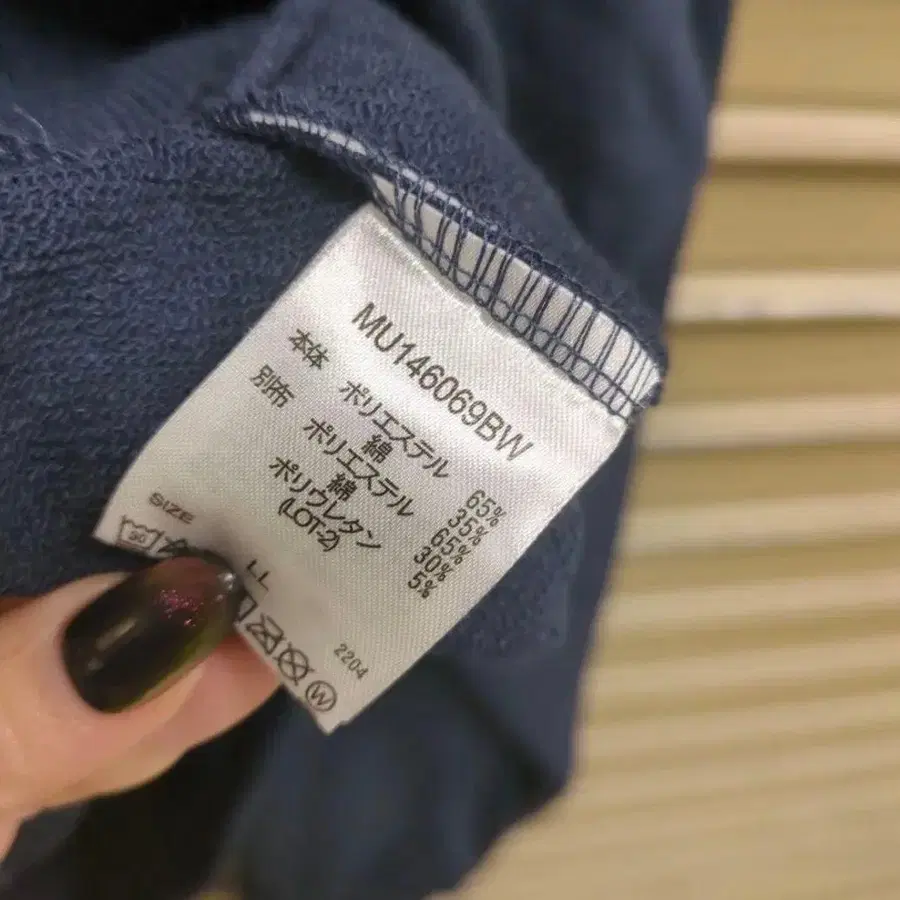 MU146069BW
本体 ポリエステル 65%
綿 35%
別布 ポリエステル 65%
綿 30%
ポリウレタン 5%
(LOT-2)
SIZE LL
30
W
2204